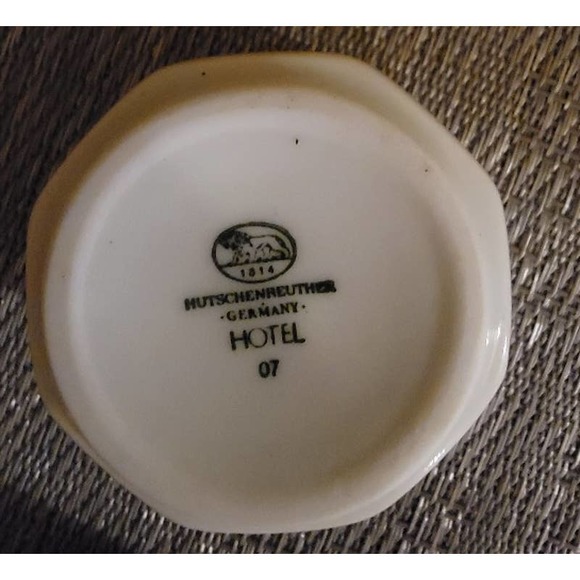 1814
HUTSCHENREUTHER
·GERMANY·
HOTEL
07